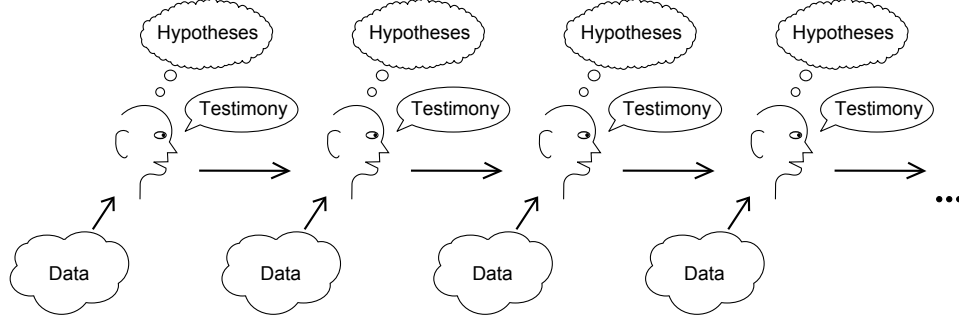 Hypotheses Hypotheses Hypotheses Hypotheses
Testimony Testimony Testimony Testimony
...
Data Data Data Data